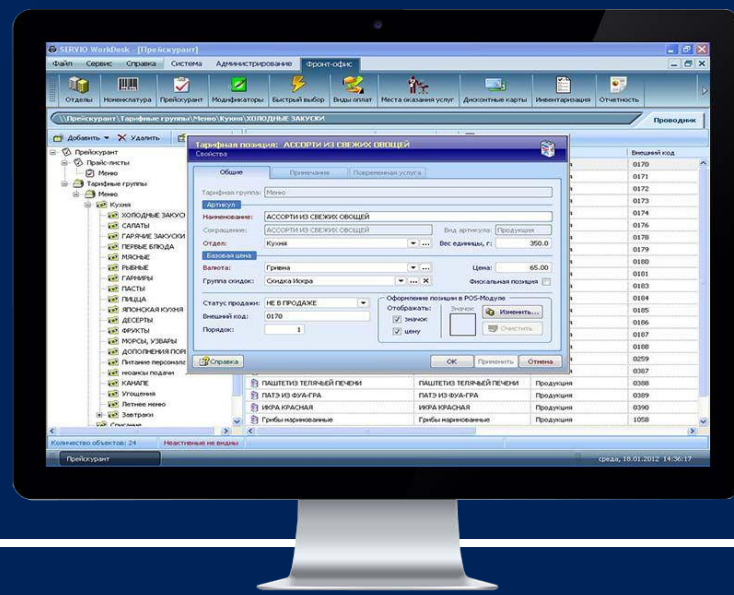 SERVIO WorkDesk - [Прейскурант]
Файл Сервис Справка Система Администрирование Фронт-офис
Отделы Номенклатура Прейскурант Модификаторы Быстрый выбор Виды оплат Места оказания услуг Дисконтные карты Инвентаризация Отчетность
\\Прейскурант\Тарифные группы\Меню\Кухня\ХОЛОДНЫЕ ЗАКУСКИ
Проводник
Добавить Удалить
Прейскурант
Прайс-листы
Меню
Тарифные группы
Меню
Кухня
ХОЛОДНЫЕ ЗАКУС
САЛАТЫ
ГАРЯЧИЕ ЗАКУСКИ
ПЕРВЫЕ БЛЮДА
МЯСНЫЕ
РЫБНЫЕ
ГАРНИРЫ
ПАСТЫ
ПИЦЦА
ЯПОНСКАЯ КУХНЯ
ДЕСЕРТЫ
ФРУКТЫ
МОРСЫ, УЗВАРЫ
ДОПОЛНЕНИЯ ПОРЦ
Питание персонала
нюансы подачи
КАНАПЕ
Угощения
Летнее меню
Завтраки
Списание
Тарифная позиция: АССОРТИ ИЗ СВЕЖИХ ОВОЩЕЙ
Свойства
Общие Примечание Повременная услуга
Тарифная группа: Меню
Артикул
Наименование: АССОРТИ ИЗ СВЕЖИХ ОВОЩЕЙ
Сокращение: АССОРТИ ИЗ СВЕЖИХ ОВОЩЕЙ Вид артикула: Продукция
Отдел: Кухня Вес единицы, г: 350.0
Базовая цена
Валюта: Гривна Цена: 65.00
Группа скидок: Скидка Искра Фискальная позиция
Статус продажи: НЕ В ПРОДАЖЕ
Внешний код: 0170
Порядок: 1
Оформление позиции в POS-Модуле
Отображать: Значок:
значок
цену
Изменить...
Очистить
Справка ОК Применить Отмена
Внешний код
0170
0171
0172
0173
0174
0176
0178
0179
0180
0181
0183
0184
0185
0186
0187
0188
0259
0387
ПАШТЕТИЗ ТЕЛЯЧЬЕЙ ПЕЧЕНИ ПАШТЕТИЗ ТЕЛЯЧЬЕЙ ПЕЧЕНИ Продукция 0388
ПАТЭ ИЗ ФУА-ГРА ПАТЭ ИЗ ФУА-ГРА Продукция 0389
ИКРА КРАСНАЯ ИКРА КРАСНАЯ Продукция 0390
Грибы маринованные Грибы маринованные Продукция 1058
Количество объектов: 24 Неактивные не видны
Прейскурант
среда, 18.01.2012 14:36:17